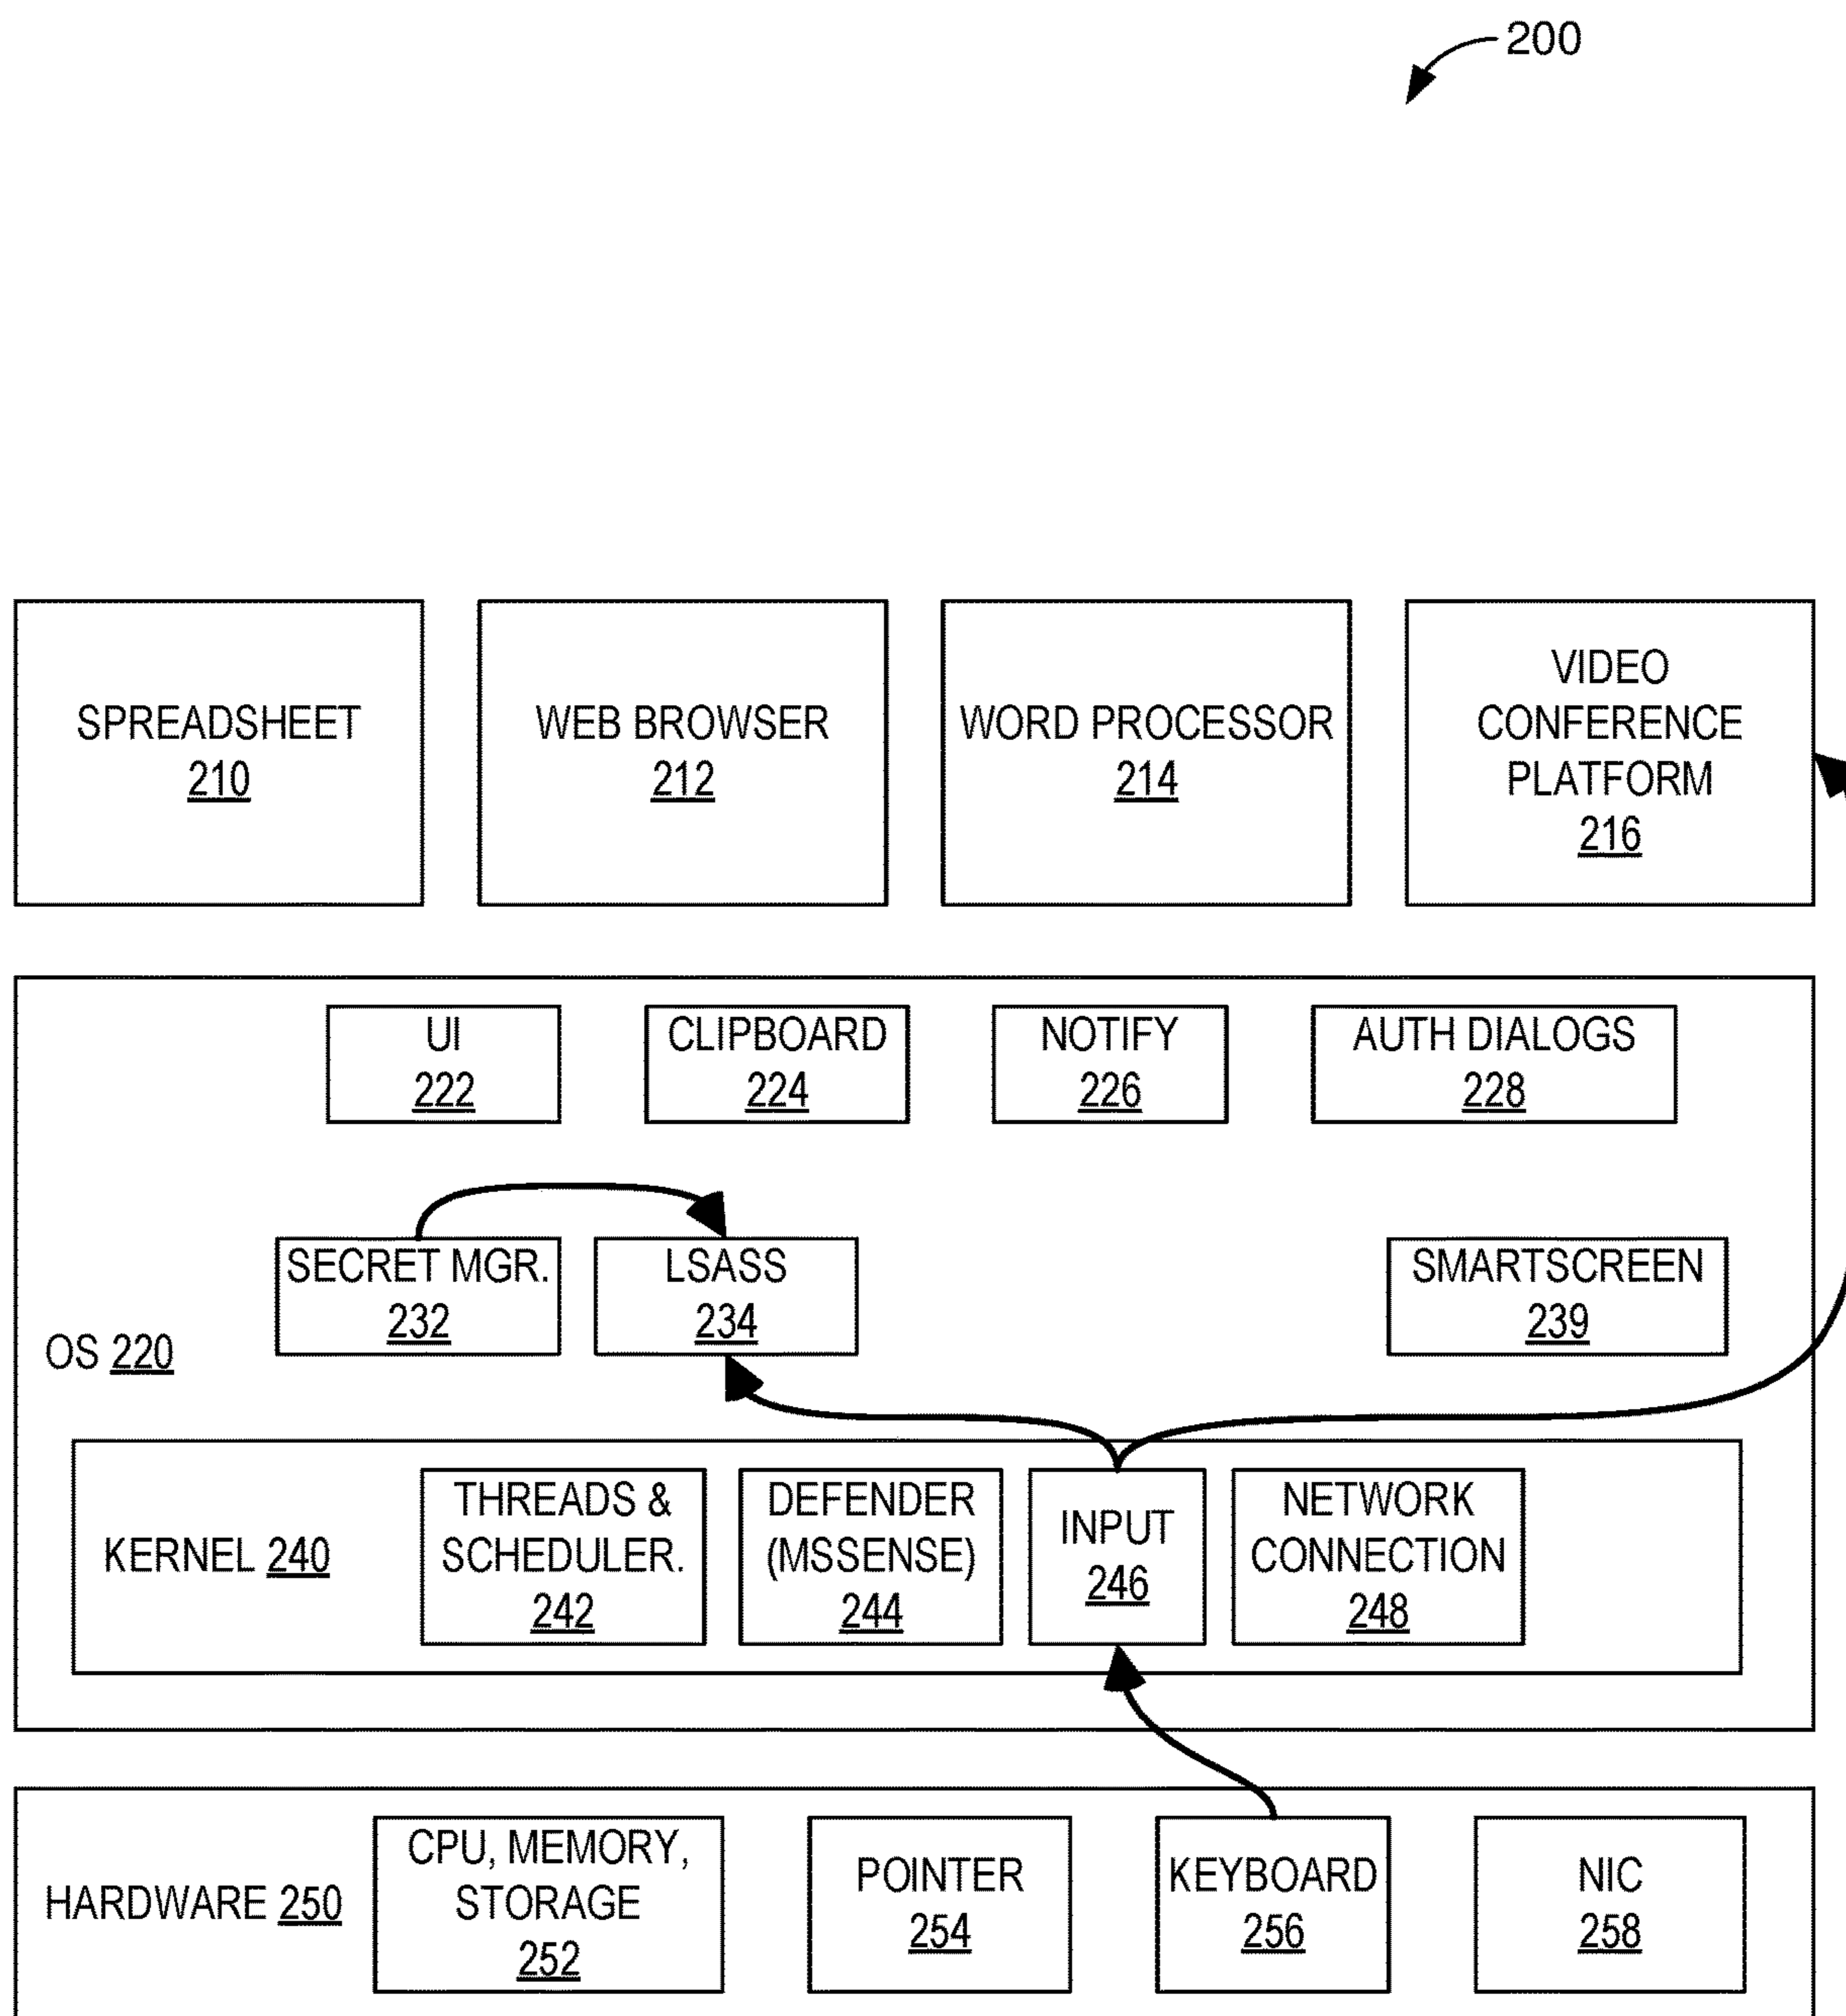 200
SPREADSHEET
210
WEB BROWSER
212
WORD PROCESSOR
214
VIDEO
CONFERENCE
PLATFORM
216
UI
222
CLIPBOARD
224
NOTIFY
226
AUTH DIALOGS
228
SECRET MGR.
232
LSASS
234
SMARTSCREEN
239
OS 220
KERNEL 240
THREADS &
SCHEDULER.
242
DEFENDER
(MSSENSE)
244
INPUT
246
NETWORK
CONNECTION
248
HARDWARE 250
CPU, MEMORY,
STORAGE
252
POINTER
254
KEYBOARD
256
NIC
258